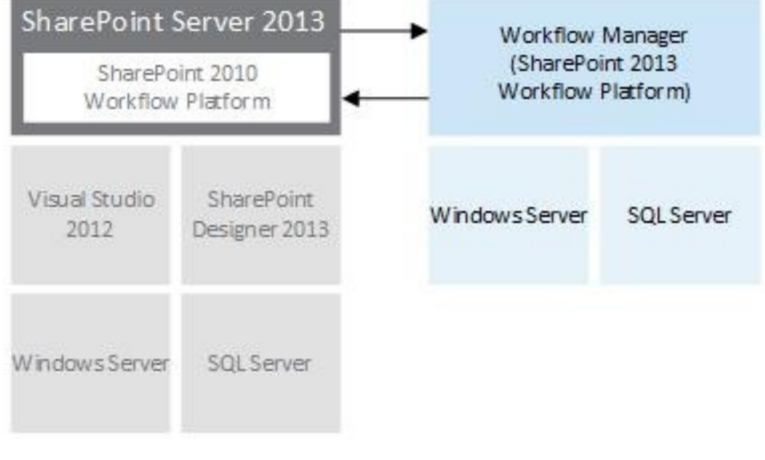 SharePoint Server 2013
SharePoint 2010
Workflow Platform
Workflow Manager
(SharePoint 2013
Workflow Platform)
Visual Studio
2012
SharePoint
Designer 2013
Windows Server
SQL Server
Windows Server
SQL Server